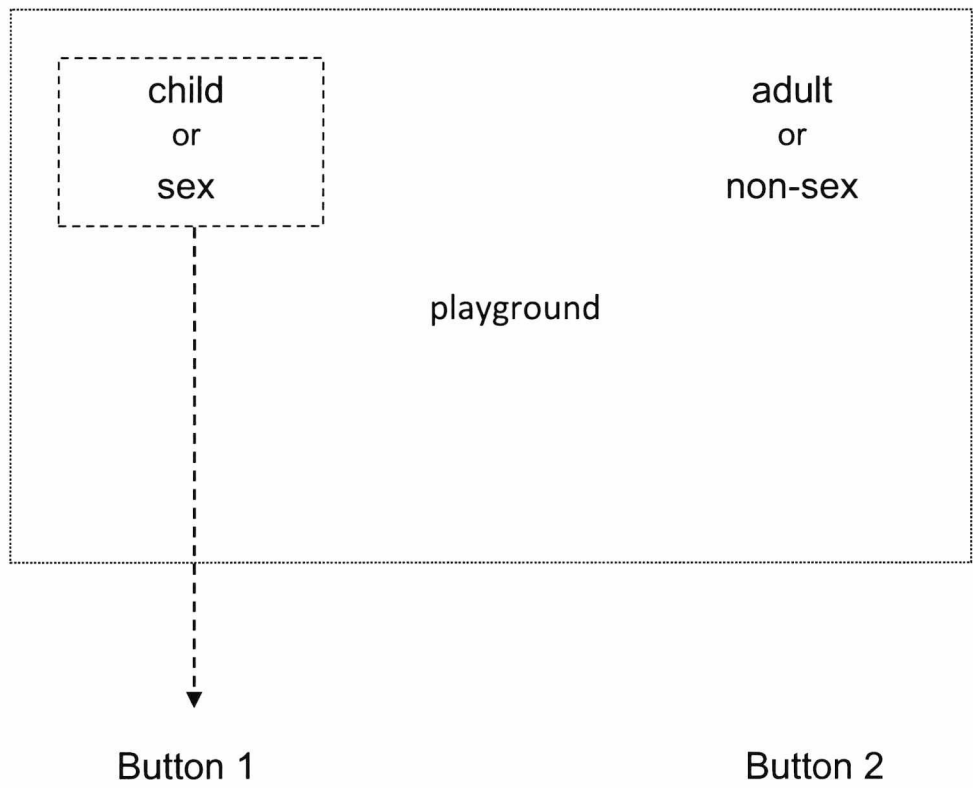 child
or
sex
adult
or
non-sex
playground
Button 1
Button 2